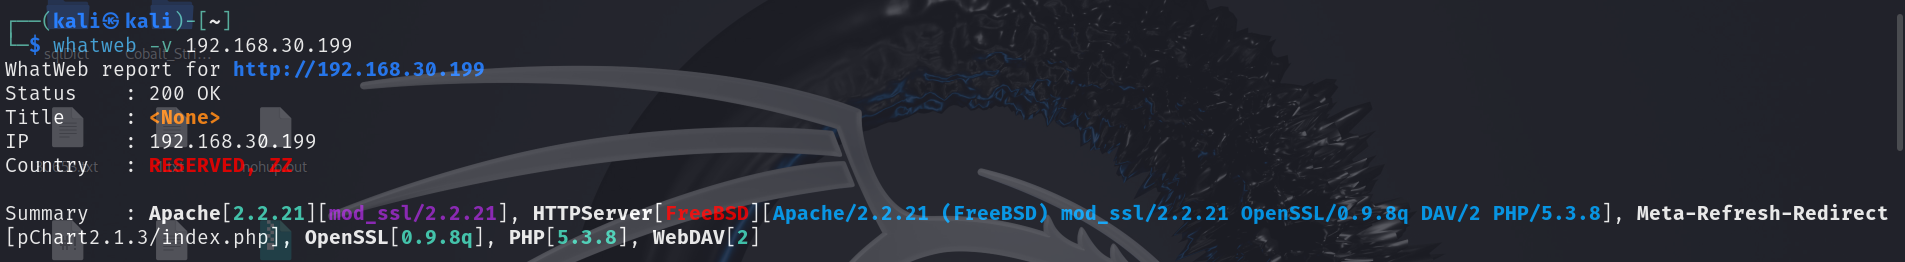 ┌──(kali㉿kali)-[~]
└─$ whatweb -v 192.168.30.199
sqlDict Cobalt_Stri...
WhatWeb report for http://192.168.30.199
Status : 200 OK
Title : <None>
IP : 192.168.30.199
Country : RESERVED, ZZ
nohup.out
Summary : Apache[2.2.21][mod_ssl/2.2.21], HTTPServer[FreeBSD][Apache/2.2.21 (FreeBSD) mod_ssl/2.2.21 OpenSSL/0.9.8q DAV/2 PHP/5.3.8], Meta-Refresh-Redirect
[pChart2.1.3/index.php], OpenSSL[0.9.8q], PHP[5.3.8], WebDAV[2]